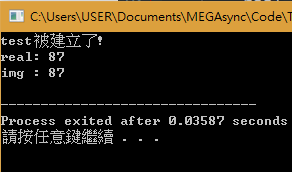 C:\Users\USER\Documents\MEGAsync\Code\T
test被建立了!
real: 87
img : 87
--------------------------------
Process exited after 0.03587 seconds
請按任意鍵繼續 . . .